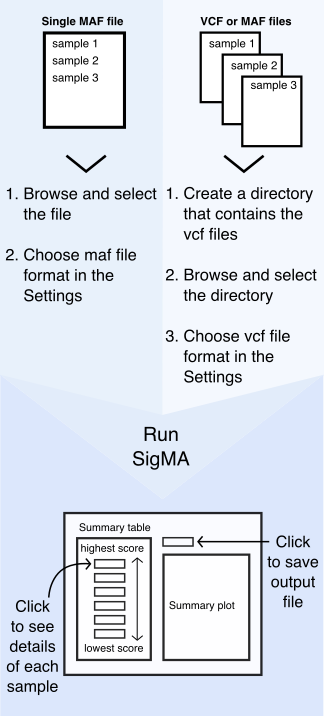 Single MAF file
sample 1
sample 2
sample 3
1. Browse and select
the file
2. Choose maf file
format in the
Settings
VCF or MAF files
sample 1
sample 2
sample 3
1. Create a directory
that contains the
vcf files
2. Browse and select
the directory
3. Choose vcf file
format in the
Settings
Run
SigMA
Summary table
highest score
lowest score
Summary plot
Click
to see
details
of each
sample
Click
to save
output
file